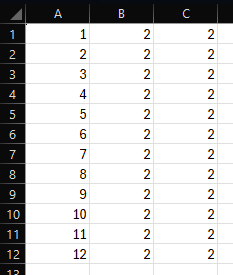 A B C
1 1 2 2
2 2 2 2
3 3 2 2
4 4 2 2
5 5 2 2
6 6 2 2
7 7 2 2
8 8 2 2
9 9 2 2
10 10 2 2
11 11 2 2
12 12 2 2